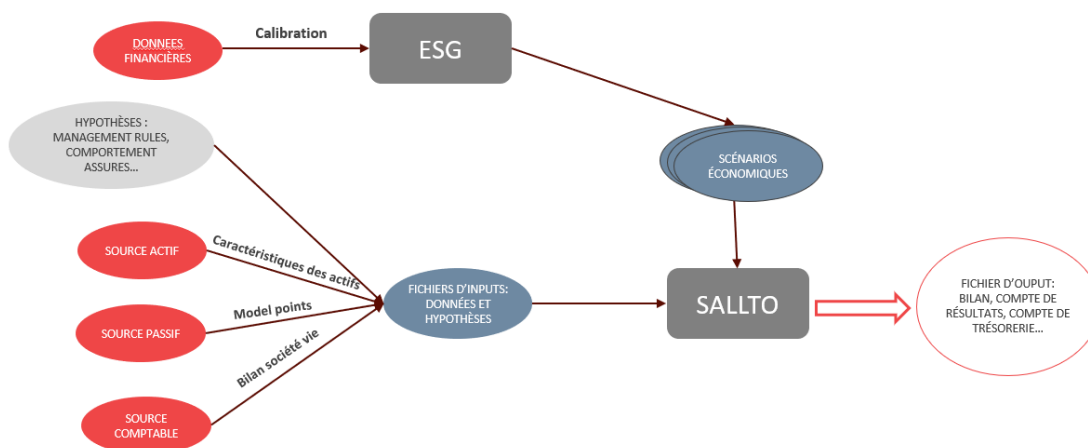 DONNEES
FINANCIÈRES
Calibration
ESG
HYPOTHÈSES :
MANAGEMENT RULES,
COMPORTEMENT
ASSURES...
SCÉNARIOS
ÉCONOMIQUES
SOURCE ACTIF
Caractéristiques des actifs
SOURCE PASSIF
Model points
SOURCE
COMPTABLE
Bilan société vie
FICHIERS D'INPUTS:
DONNÉES ET
HYPOTHÈSES
SALLTO
FICHIER D'OUPUT:
BILAN, COMPTE DE
RÉSULTATS, COMPTE DE
TRÉSORERIE...